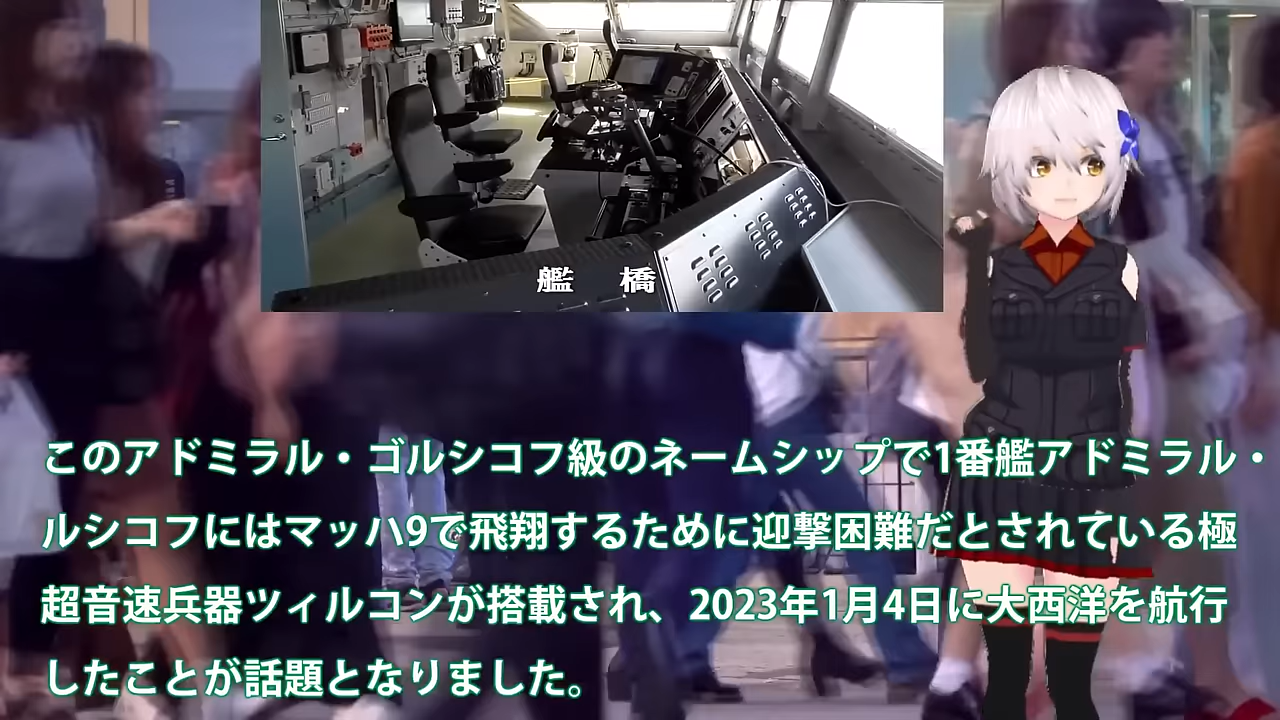 艦　橋
このアドミラル・ゴルシコフ級のネームシップで1番艦アドミラル・
ルシコフにはマッハ9で飛翔するために迎撃困難だとされている極
超音速兵器ツィルコンが搭載され、2023年1月4日に大西洋を航行
したことが話題となりました。